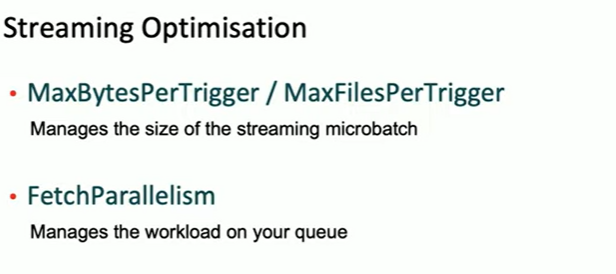 Streaming Optimisation
• MaxBytesPerTrigger / MaxFilesPerTrigger
Manages the size of the streaming microbatch
• FetchParallelism
Manages the workload on your queue